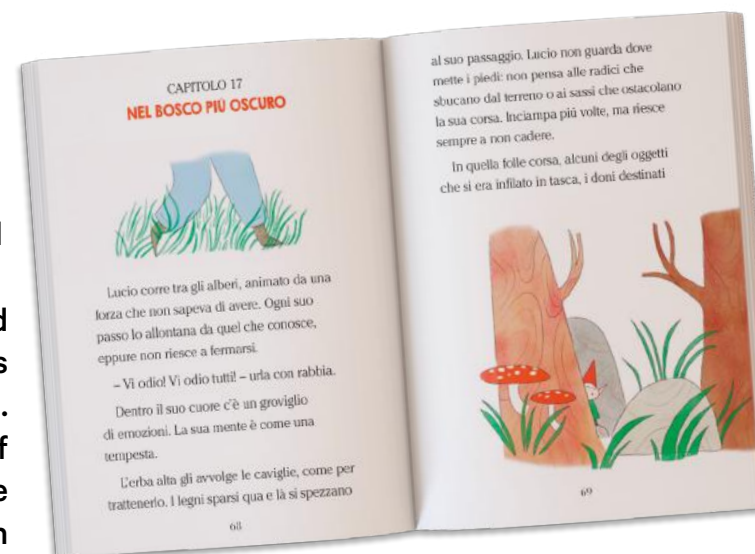 CAPITOLO 17
NEL BOSCO PIÙ OSCURO
Lucio corre tra gli alberi, animato da una
forza che non sapeva di avere. Ogni suo
passo lo allontana da quel che conosce,
eppure non riesce a fermarsi.
– Vi odio! Vi odio tutti! – urla con rabbia.
Dentro il suo cuore c'è un groviglio
di emozioni. La sua mente è come una
tempesta.
L'erba alta gli avvolge le caviglie, come per
trattenerlo. I legni sparsi qua e là si spezzano
68
al suo passaggio. Lucio non guarda dove
mette i piedi: non pensa alle radici che
sbucano dal terreno o ai sassi che ostacolano
la sua corsa. Inciampa più volte, ma riesce
sempre a non cadere.
In quella folle corsa, alcuni degli oggetti
che si era infilato in tasca, i doni destinati
69